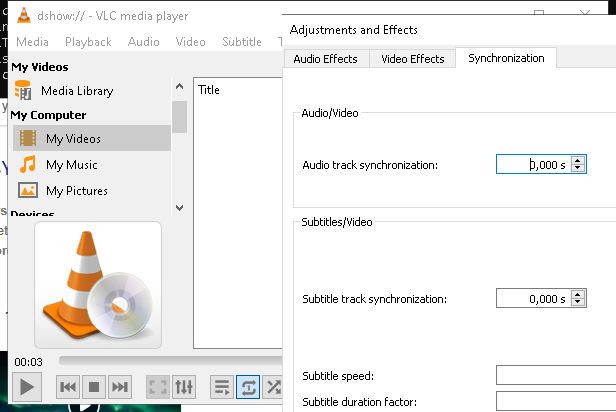 dshow:// - VLC media player
Media Playback Audio Video Subtitle
My Videos
Media Library
My Computer
My Videos
My Music
My Pictures
Devices
Title
00:03
Adjustments and Effects
Audio Effects Video Effects Synchronization
Audio/Video
Audio track synchronization: 0,000 s
Subtitles/Video
Subtitle track synchronization: 0,000 s
Subtitle speed:
Subtitle duration factor: